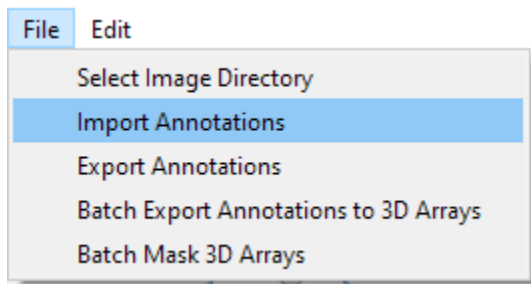 File Edit
Select Image Directory
Import Annotations
Export Annotations
Batch Export Annotations to 3D Arrays
Batch Mask 3D Arrays